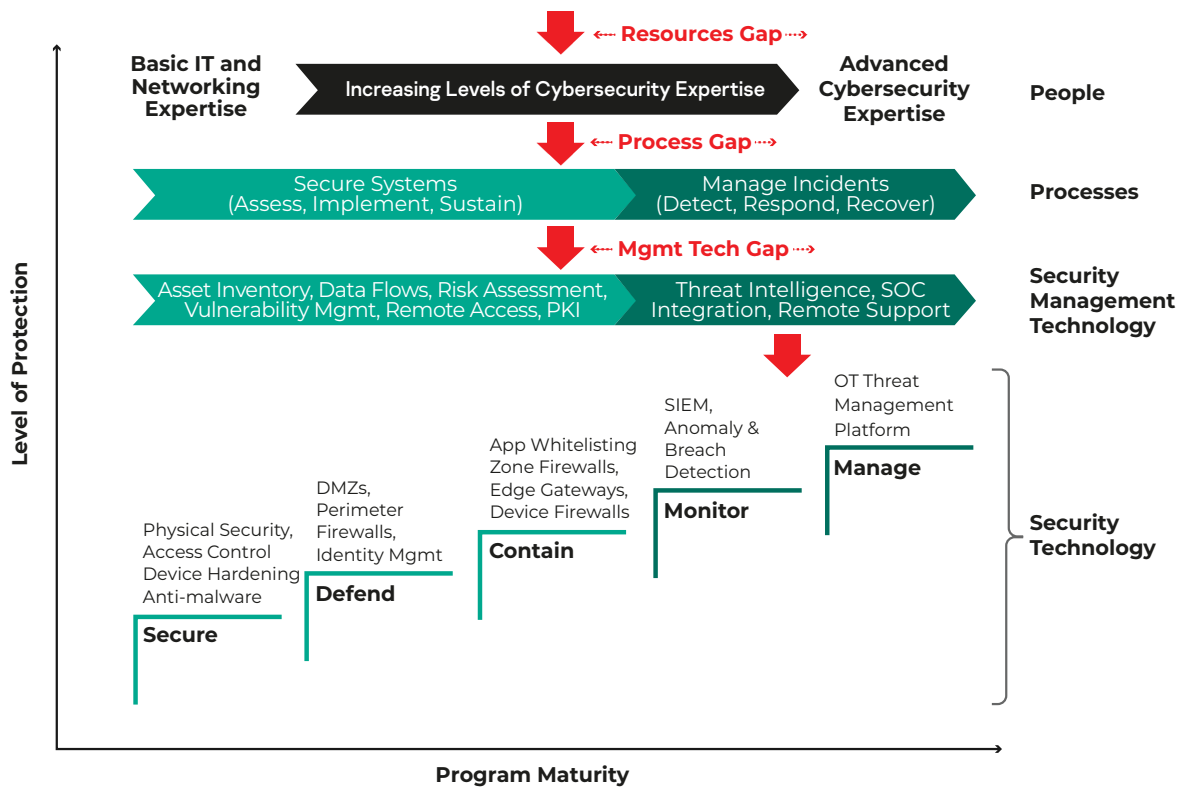 Resources Gap
Basic IT and
Networking
Expertise
Increasing Levels of Cybersecurity Expertise
Advanced
Cybersecurity
Expertise
People
Process Gap
Secure Systems
(Assess, Implement, Sustain)
Manage Incidents
(Detect, Respond, Recover)
Processes
Mgmt Tech Gap
Asset Inventory, Data Flows, Risk Assessment,
Vulnerability Mgmt, Remote Access, PKI
Threat Intelligence, SOC
Integration, Remote Support
Security
Management
Technology
Level of Protection
Physical Security,
Access Control
Device Hardening
Anti-malware
Secure
DMZs,
Perimeter
Firewalls,
Identity Mgmt
Defend
App Whitelisting
Zone Firewalls,
Edge Gateways,
Device Firewalls
Contain
SIEM,
Anomaly &
Breach
Detection
Monitor
OT Threat
Management
Platform
Manage
Security
Technology
Program Maturity